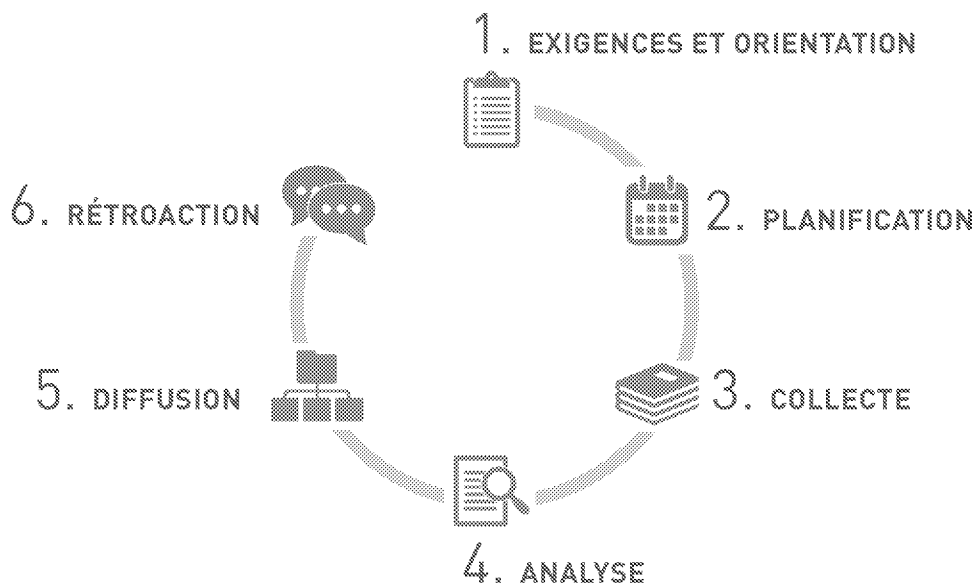 1. EXIGENCES ET ORIENTATION
2. PLANIFICATION
3. COLLECTE
4. ANALYSE
5. DIFFUSION
6. RÉTROACTION